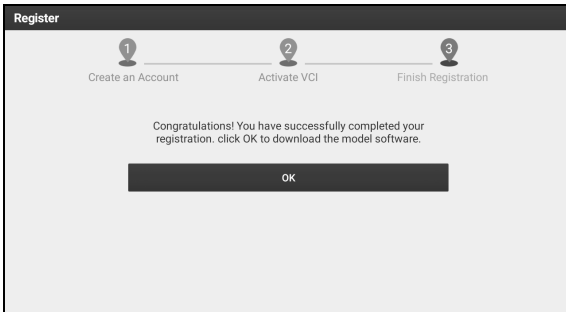 Register
1 2 3
Create an Account Activate VCI Finish Registration
Congratulations! You have successfully completed your
registration. click OK to download the model software.
OK